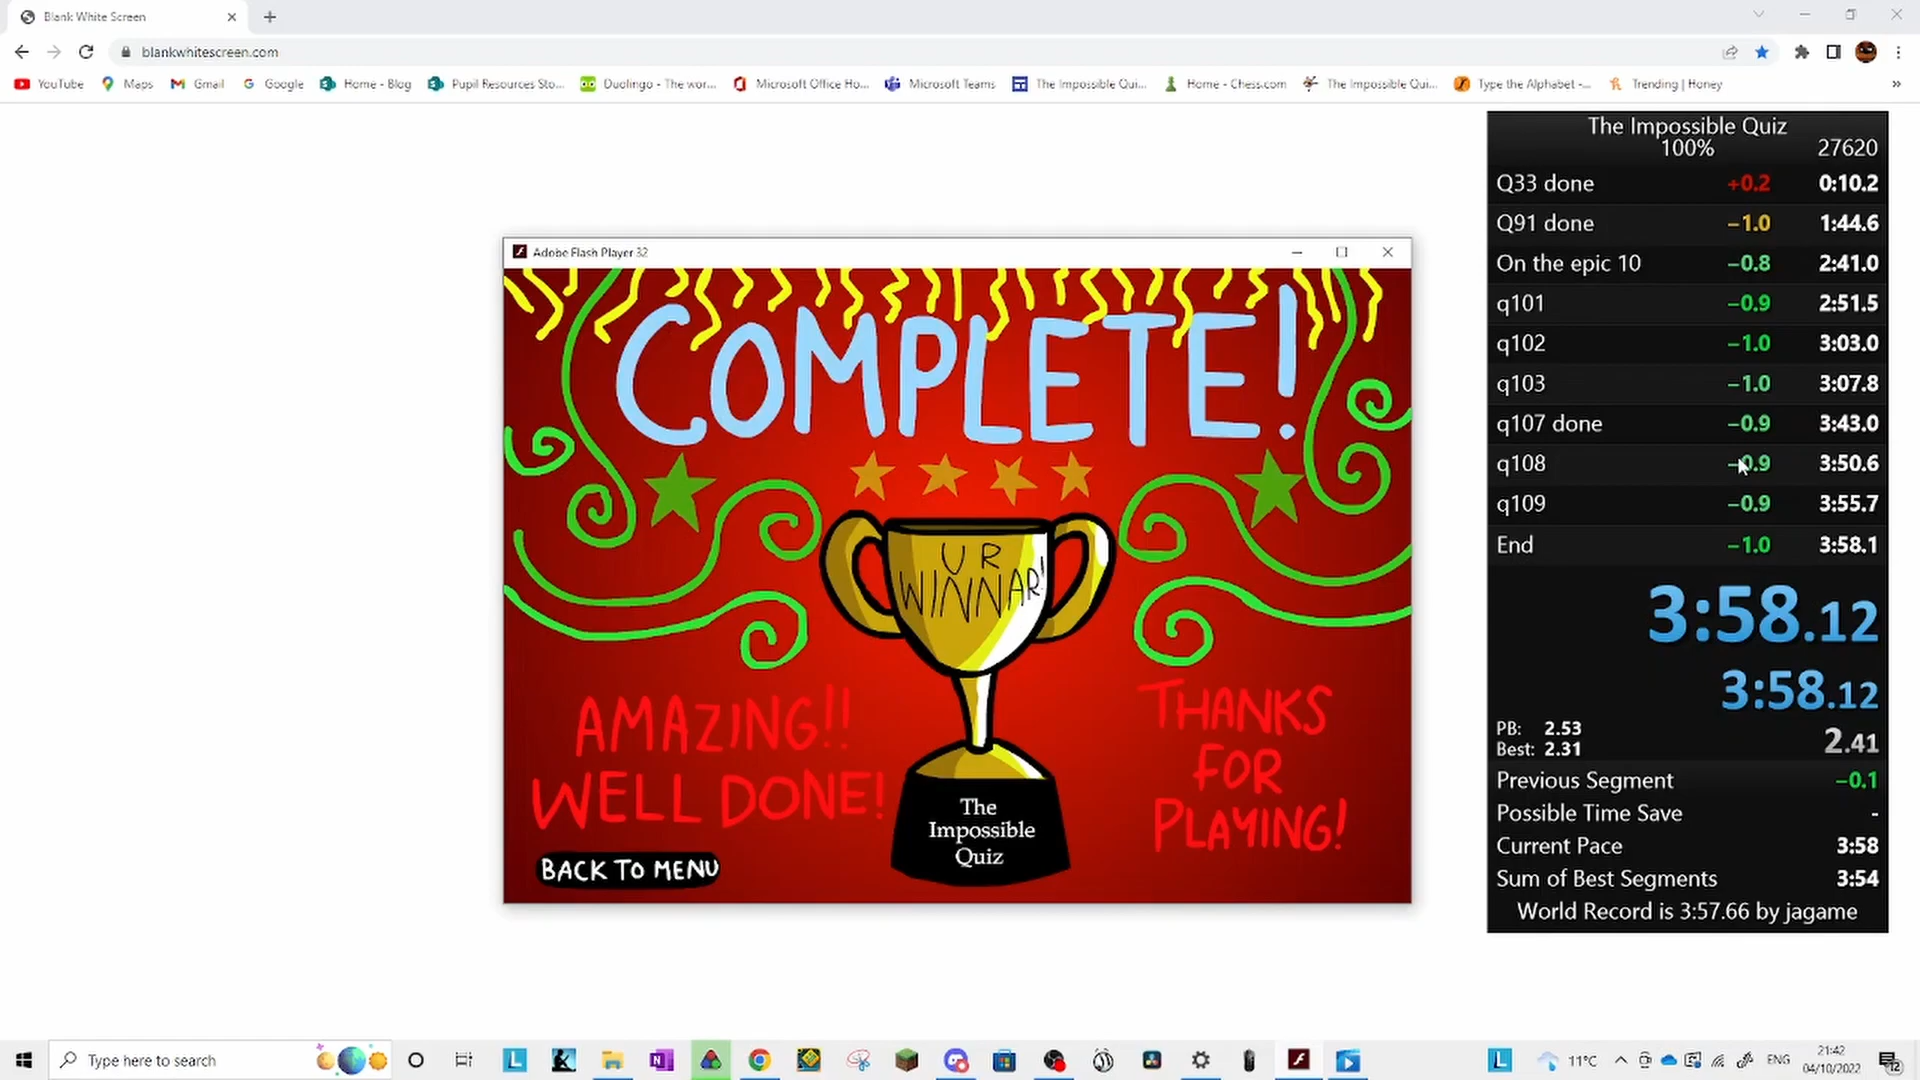 Blank White Screen
blankwhitescreen.com
YouTube
Maps
Gmail
Google
Home - Blog
Pupil Resources Sto...
Duolingo - The wor...
Microsoft Office Ho...
Microsoft Teams
The Impossible Qui...
Home - Chess.com
The Impossible Qui...
Type the Alphabet -...
Trending | Honey
»
Adobe Flash Player 32
COMPLETE!
UR
WINNAR!
AMAZING!!
WELL DONE!
THANKS
FOR
PLAYING!
The
Impossible
Quiz
BACK TO MENU
The Impossible Quiz
100% 27620
Q33 done +0.2 0:10.2
Q91 done −1.0 1:44.6
On the epic 10 −0.8 2:41.0
q101 −0.9 2:51.5
q102 −1.0 3:03.0
q103 −1.0 3:07.8
q107 done −0.9 3:43.0
q108 −0.9 3:50.6
q109 −0.9 3:55.7
End −1.0 3:58.1
3:58.12
3:58.12
PB: 2.53
Best: 2.31
2.41
Previous Segment −0.1
Possible Time Save -
Current Pace 3:58
Sum of Best Segments 3:54
World Record is 3:57.66 by jagame
Type here to search
11°C
ENG
21:42
04/10/2022
12